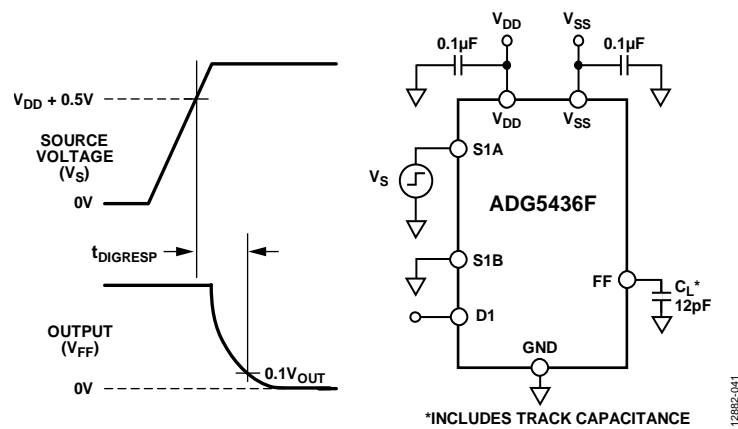 V_DD + 0.5V
SOURCE
VOLTAGE
(V_S)
0V
t_DIGRESP
OUTPUT
(V_FF)
0V
0.1V_OUT
V_DD
V_SS
0.1µF
0.1µF
V_DD
V_SS
S1A
V_S
ADG5436F
S1B
FF
C_L*
12pF
D1
GND
*INCLUDES TRACK CAPACITANCE
12882-041